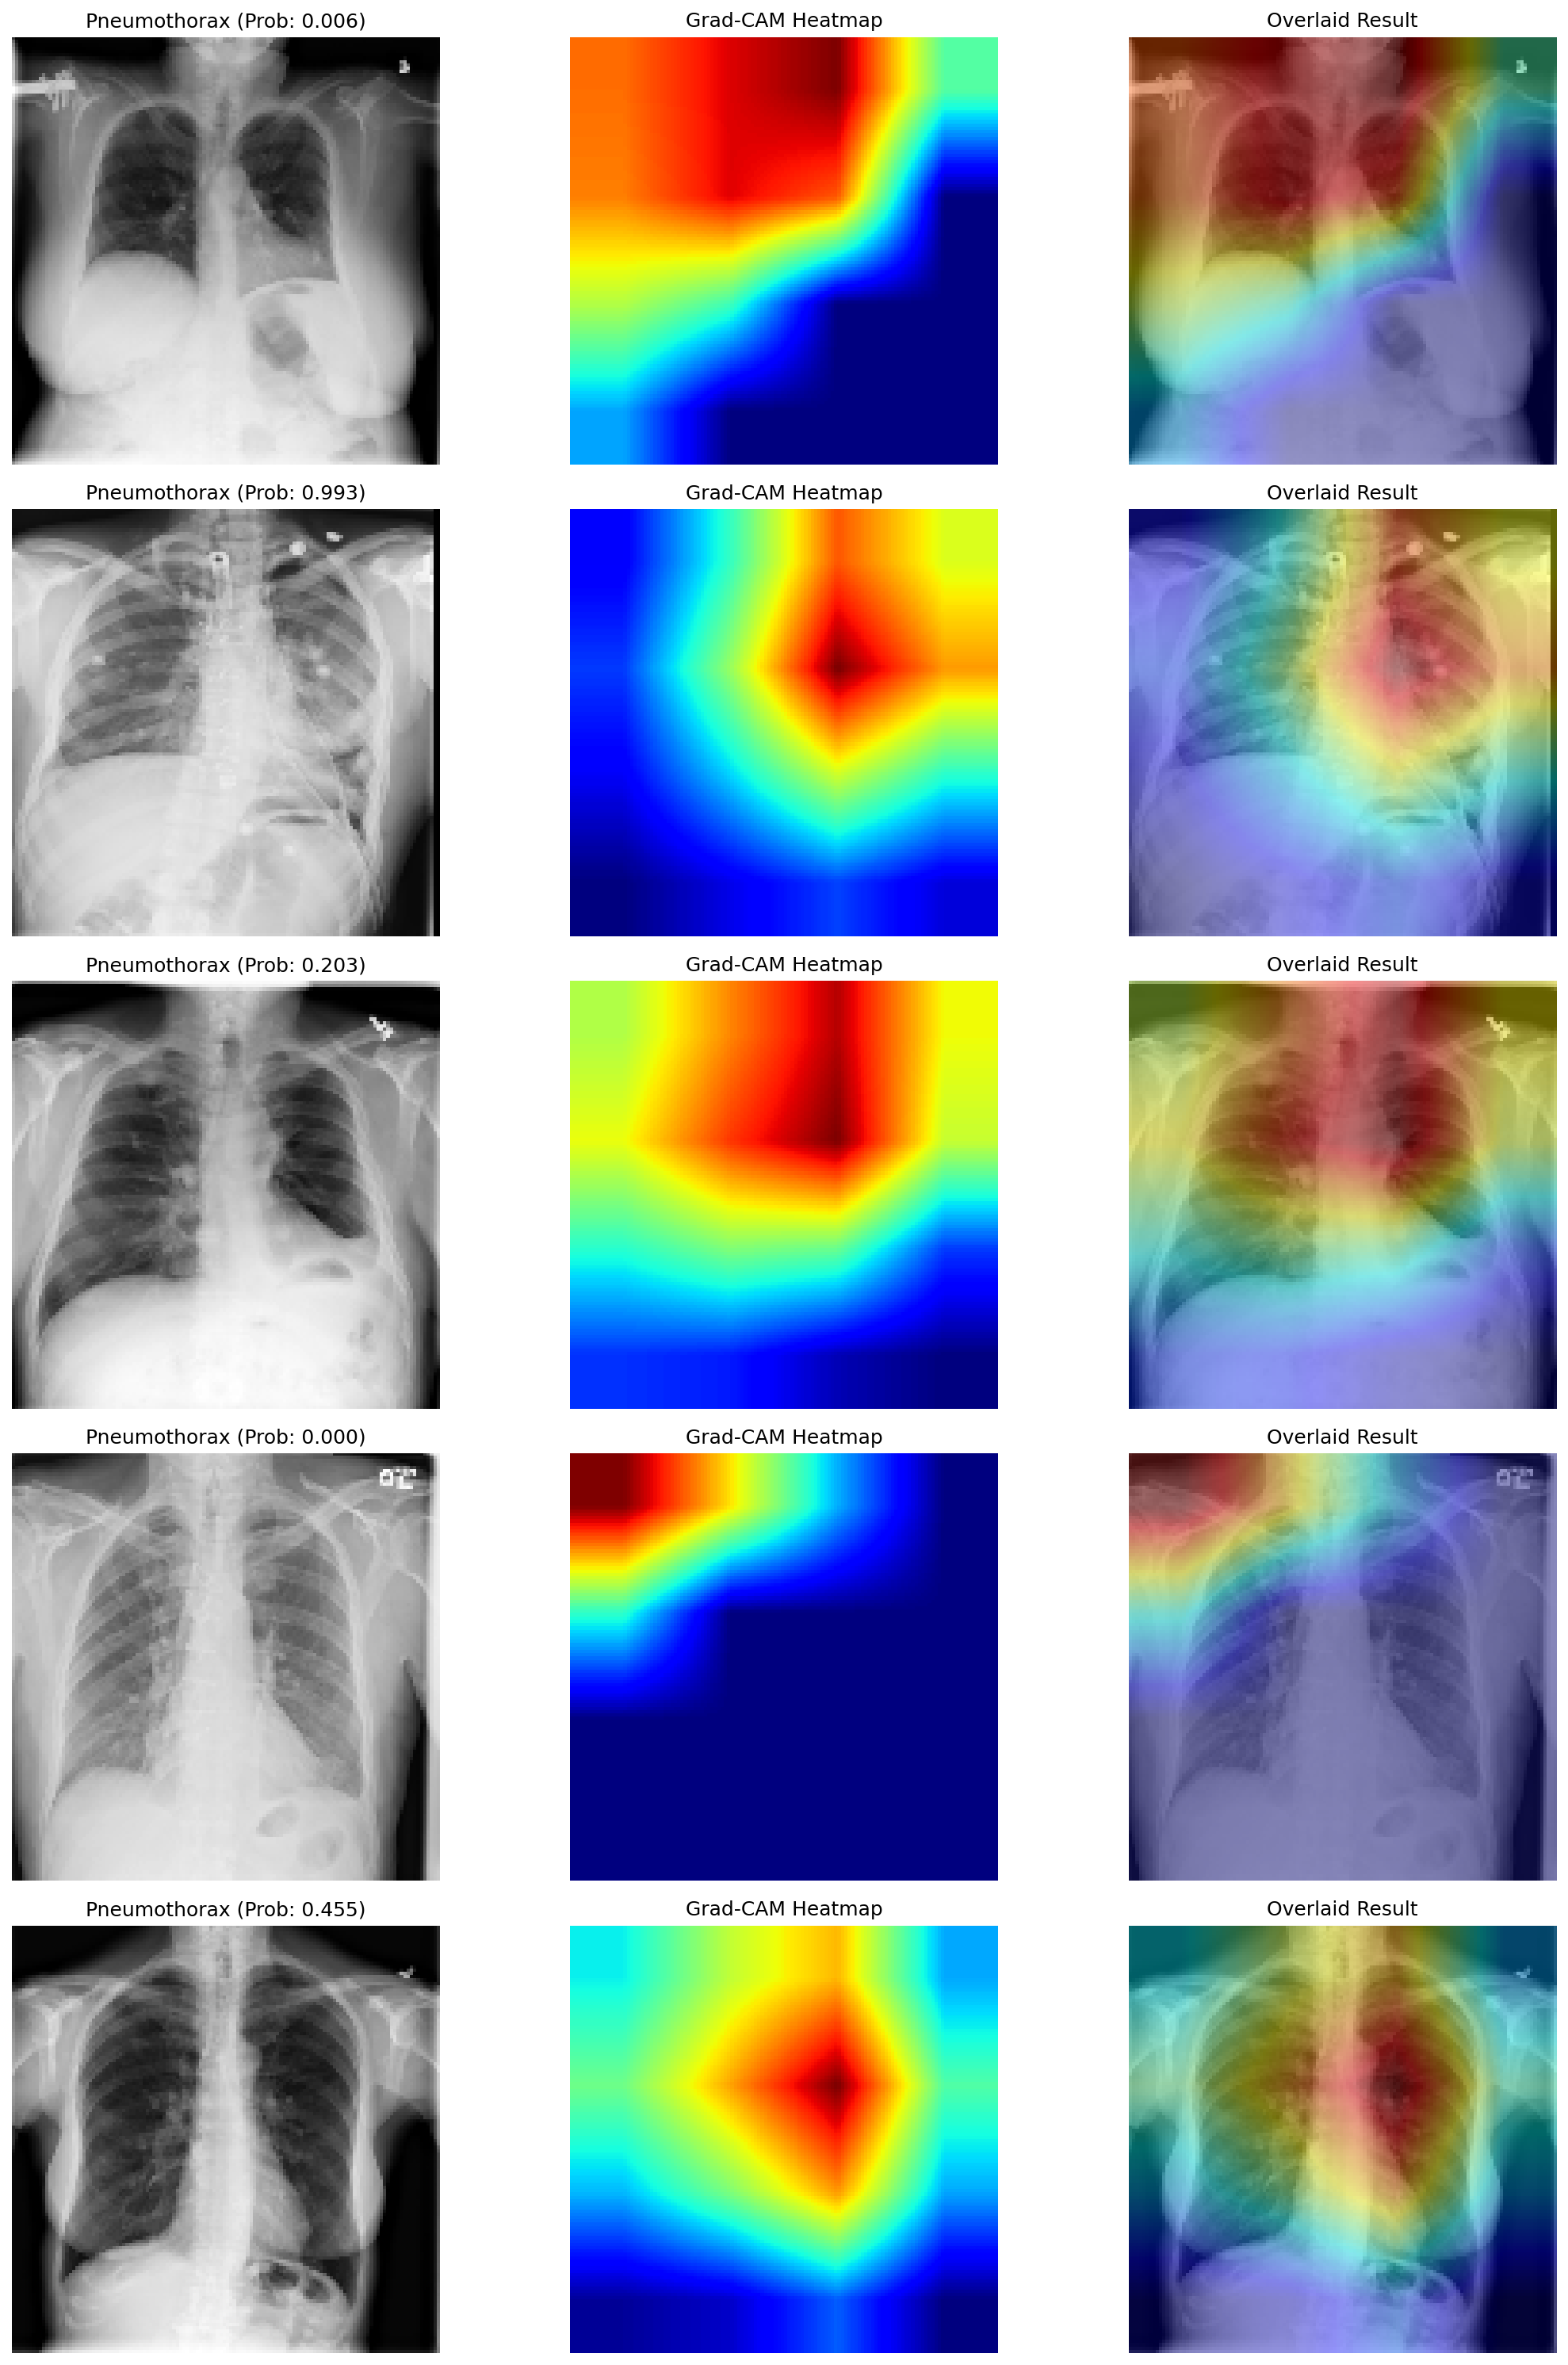 Pneumothorax (Prob: 0.006) Grad-CAM Heatmap Overlaid Result
Pneumothorax (Prob: 0.993) Grad-CAM Heatmap Overlaid Result
Pneumothorax (Prob: 0.203) Grad-CAM Heatmap Overlaid Result
Pneumothorax (Prob: 0.000) Grad-CAM Heatmap Overlaid Result
Pneumothorax (Prob: 0.455) Grad-CAM Heatmap Overlaid Result